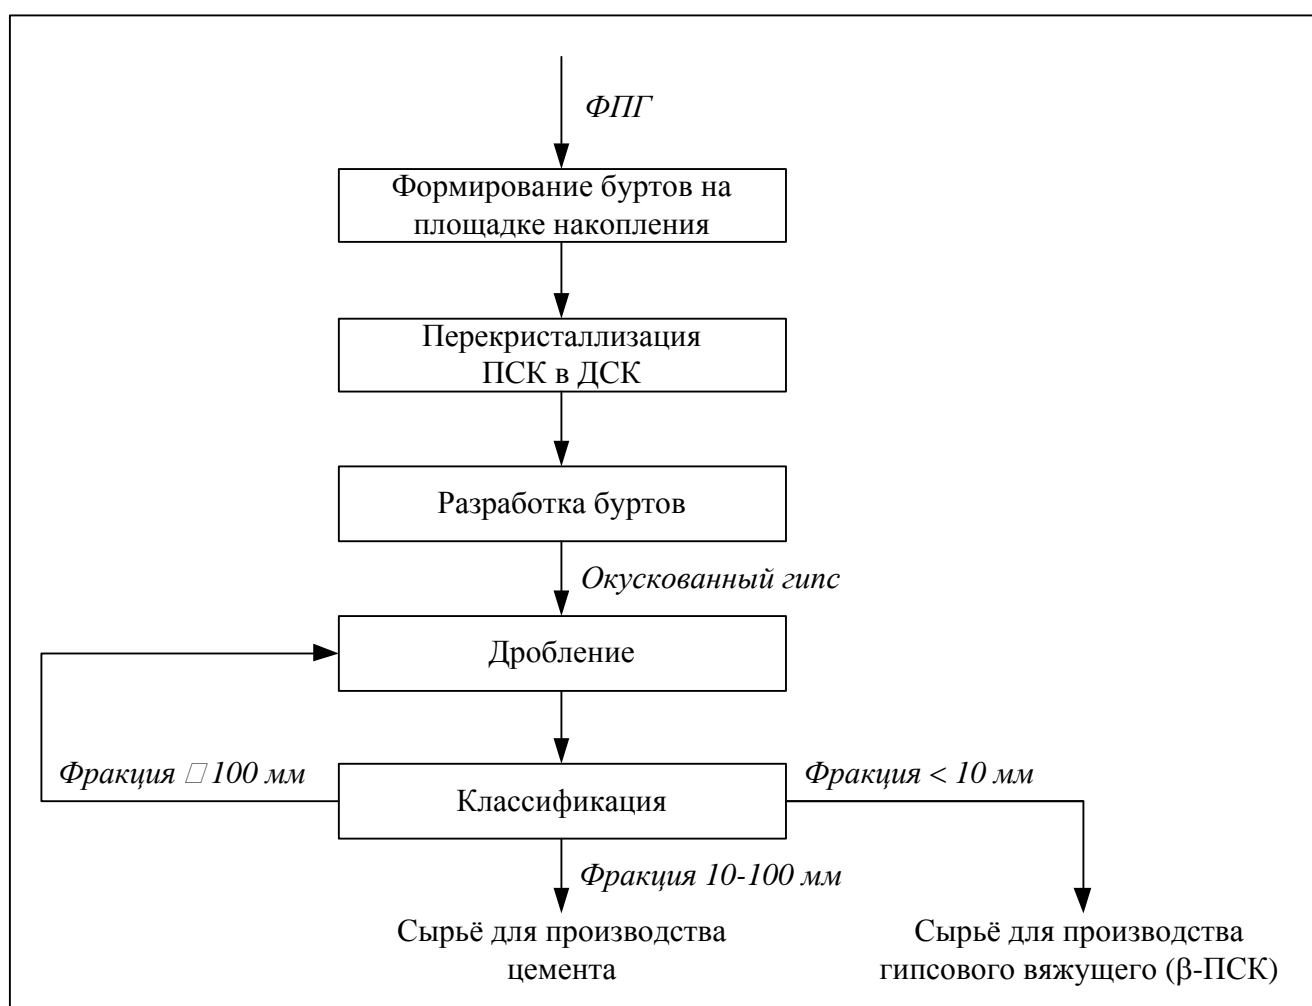 ФПГ
Формирование буртов на
площадке накопления
Перекристаллизация
ПСК в ДСК
Разработка буртов
Окускованный гипс
Дробление
Фракция □ 100 мм
Фракция < 10 мм
Классификация
Фракция 10-100 мм
Сырьё для производства
цемента
Сырьё для производства
гипсового вяжущего (β-ПСК)